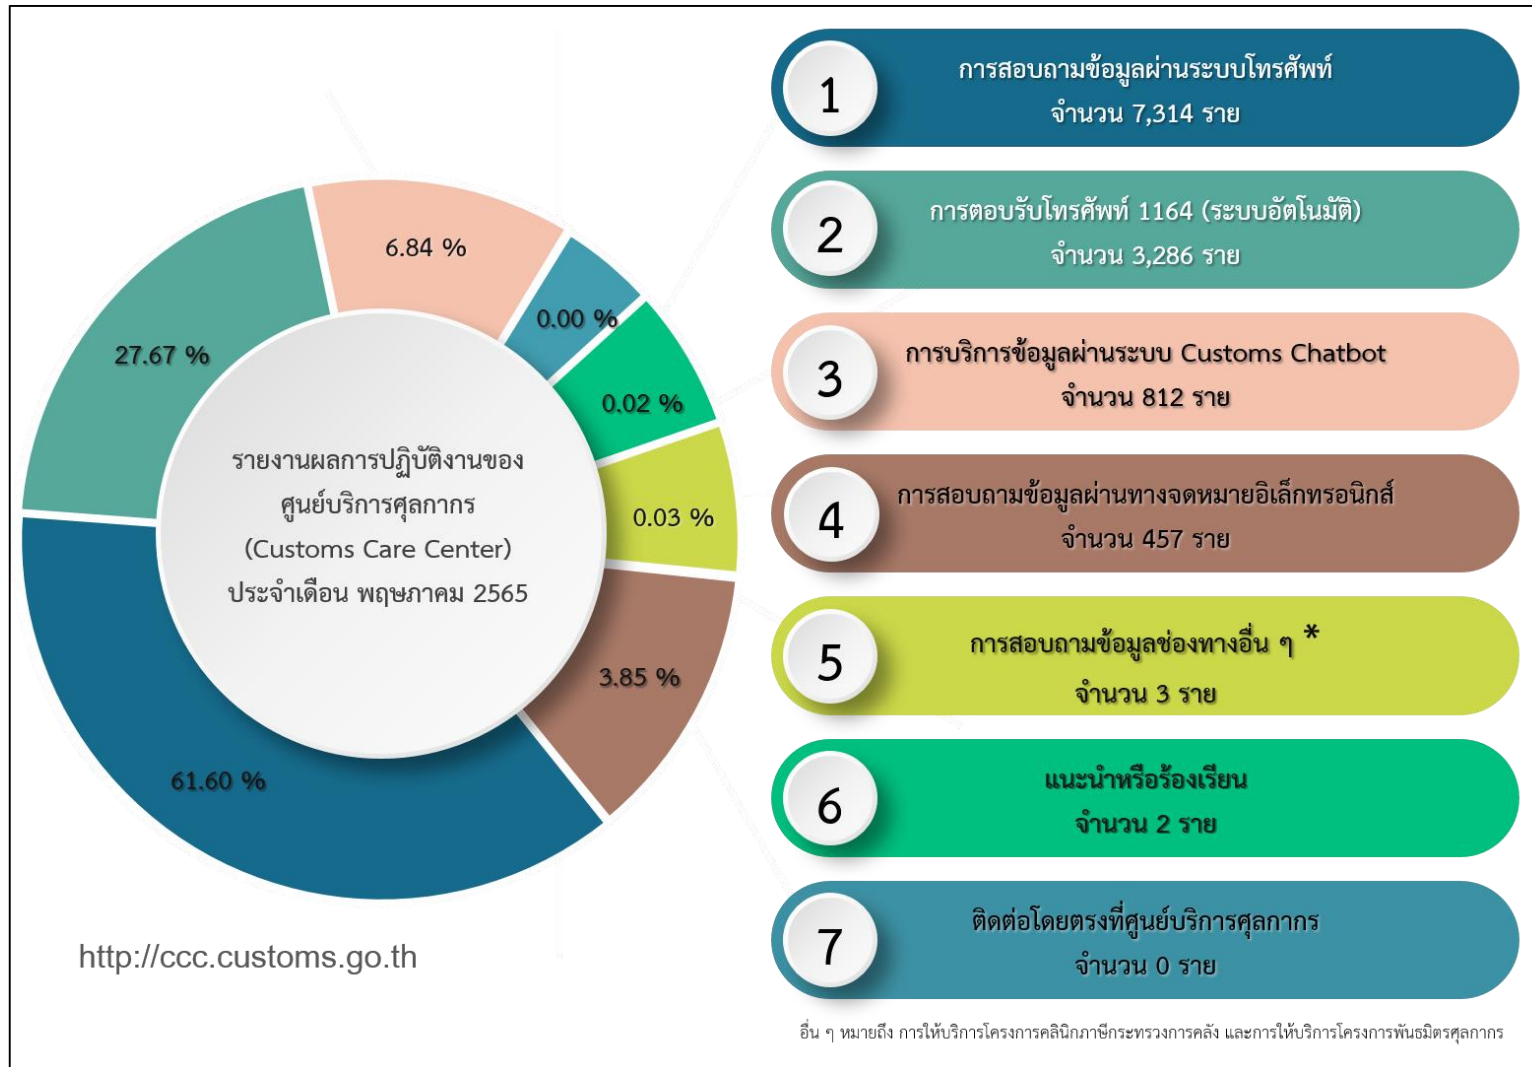 1
การสอบถามข้อมูลผ่านระบบโทรศัพท์
จำนวน 7,314 ราย
2
การตอบรับโทรศัพท์ 1164 (ระบบอัตโนมัติ)
จำนวน 3,286 ราย
3
การบริการข้อมูลผ่านระบบ Customs Chatbot
จำนวน 812 ราย
4
การสอบถามข้อมูลผ่านทางจดหมายอิเล็กทรอนิกส์
จำนวน 457 ราย
5
การสอบถามข้อมูลช่องทางอื่น ๆ *
จำนวน 3 ราย
6
แนะนำหรือร้องเรียน
จำนวน 2 ราย
7
ติดต่อโดยตรงที่ศูนย์บริการศุลกากร
จำนวน 0 ราย
6.84 %
0.00 %
27.67 %
0.02 %
0.03 %
3.85 %
61.60 %
รายงานผลการปฏิบัติงานของ
ศูนย์บริการศุลกากร
(Customs Care Center)
ประจำเดือน พฤษภาคม 2565
http://ccc.customs.go.th
อื่น ๆ หมายถึง การให้บริการโครงการคลินิกภาษีกระทรวงการคลัง และการให้บริการโครงการพันธมิตรศุลกากร